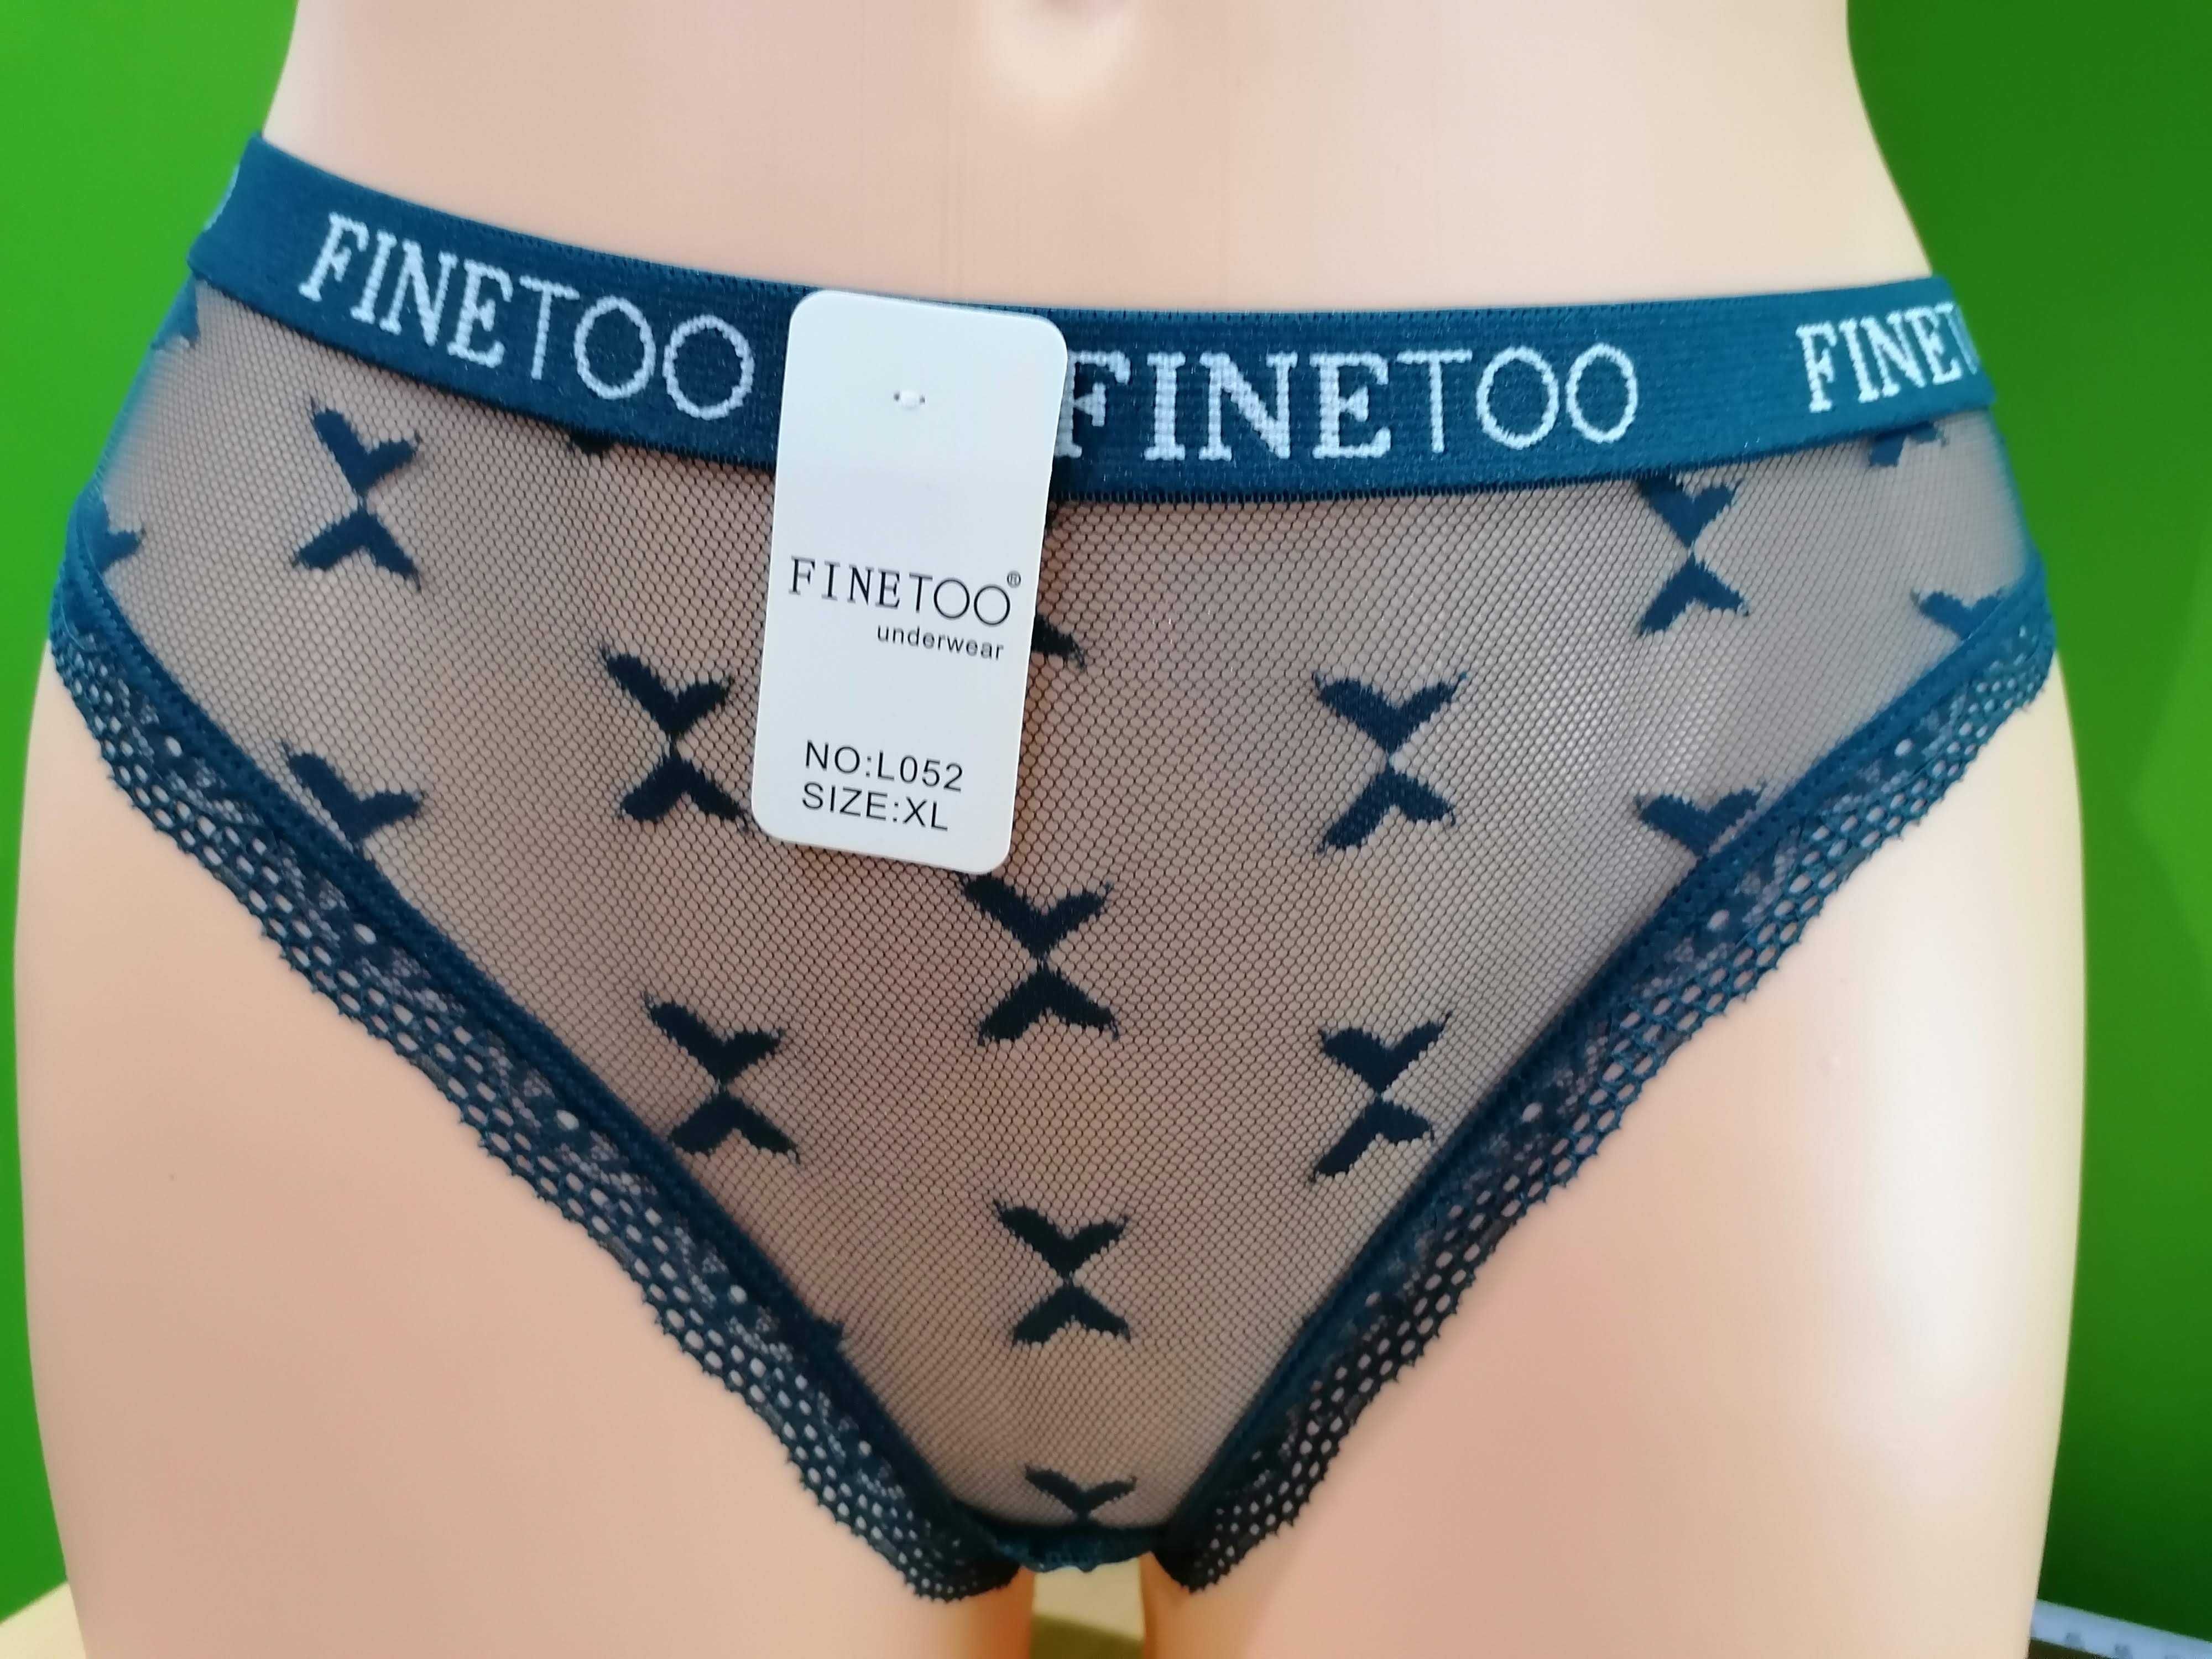 FINETOO FINETOO FINET
FINETOO®
underwear
NO:L052
SIZE:XL